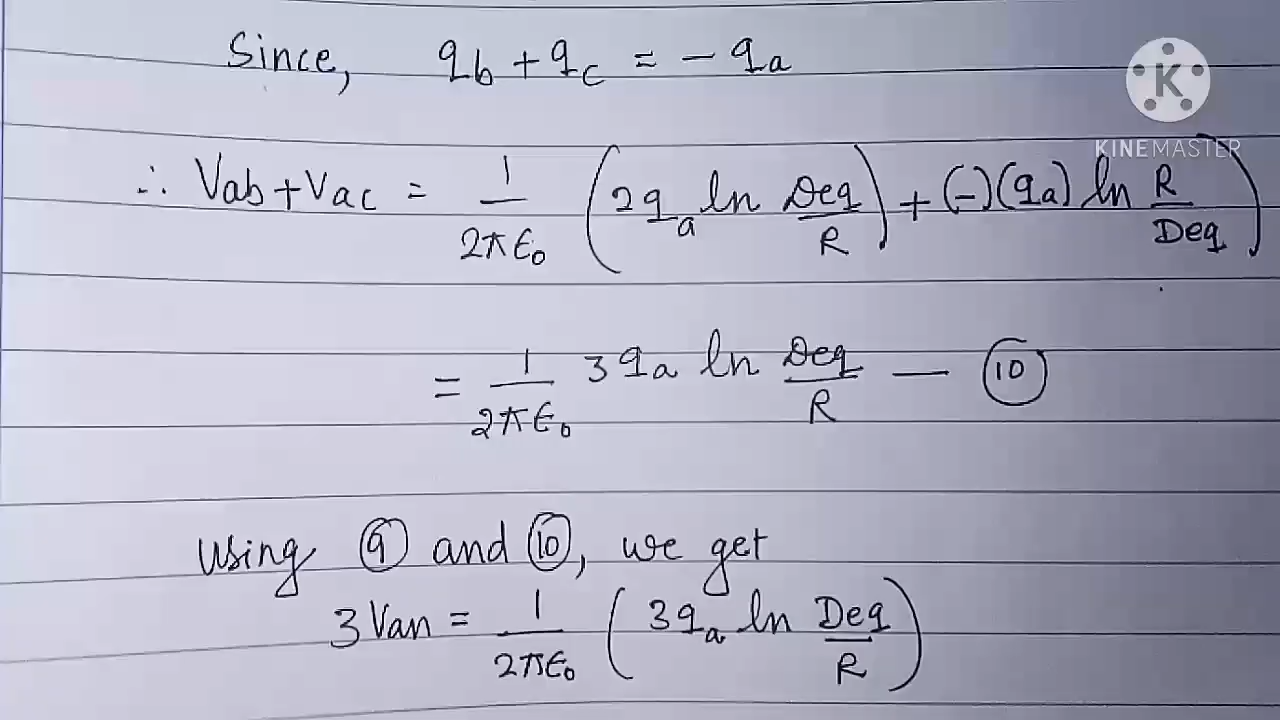 Since, qb + qc = - qa
K
KINEMASTER
∴ Vab + Vac = 1/2πϵ0 (2qa ln Deq/R) + (-)(qa) ln R/Deq)
= 1/2πϵ0 3qa ln Deq/R — ⑩
Using ⑨ and ⑩, we get
3Van = 1/2πϵ0 (3qa ln Deq/R)